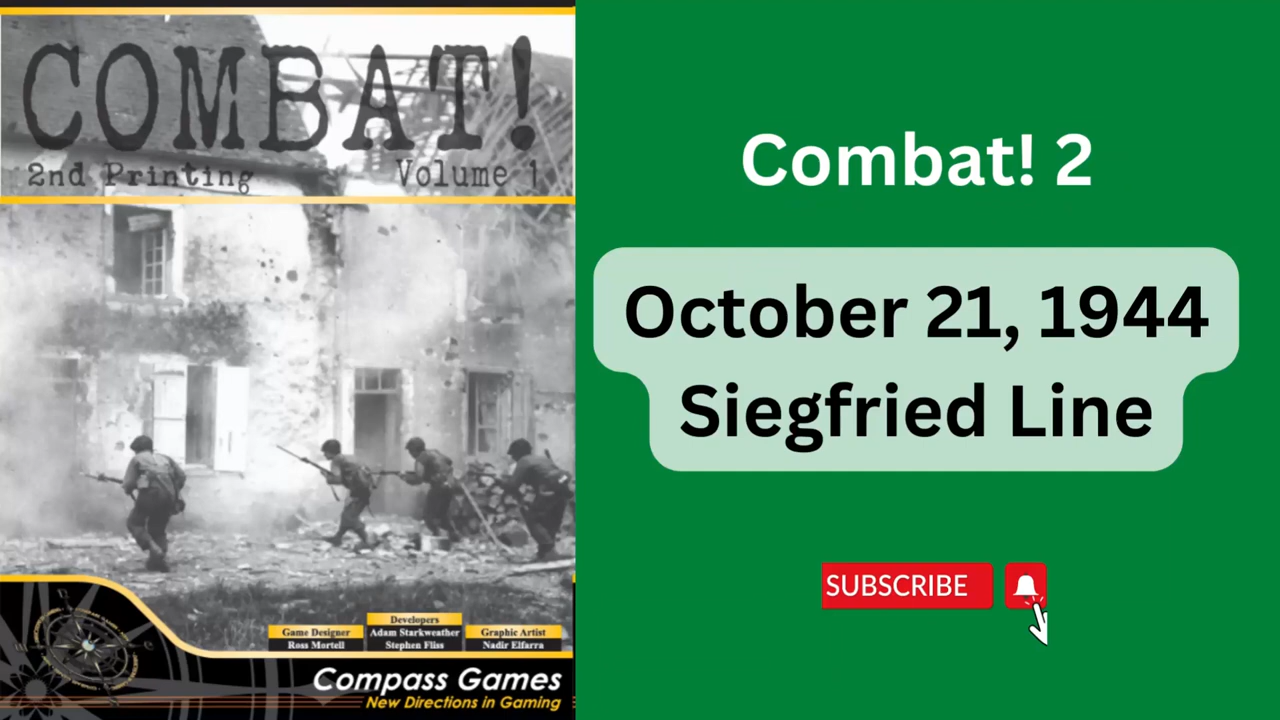 COMBAT!
2nd Printing
Volume 1
Developers
Game Designer
Adam Starkweather
Graphic Artist
Ross Mortell
Stephen Fliss
Nadir Elfarra
Compass Games
New Directions in Gaming
Combat! 2
October 21, 1944
Siegfried Line
SUBSCRIBE